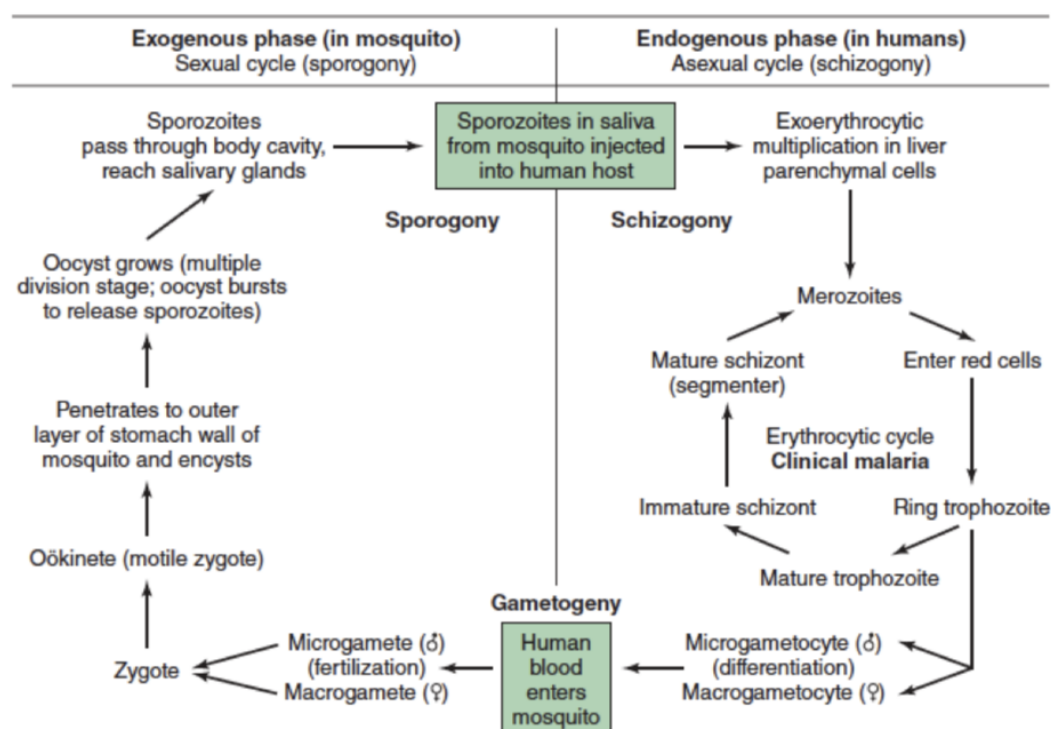 Exogenous phase (in mosquito)
Sexual cycle (sporogony)
Endogenous phase (in humans)
Asexual cycle (schizogony)
Sporozoites
pass through body cavity,
reach salivary glands
Sporozoites in saliva
from mosquito injected
into human host
Exoerythrocytic
multiplication in liver
parenchymal cells
Sporogony
Schizogony
Oocyst grows (multiple
division stage; oocyst bursts
to release sporozoites)
Merozoites
Mature schizont
(segmenter)
Enter red cells
Penetrates to outer
layer of stomach wall of
mosquito and encysts
Erythrocytic cycle
Clinical malaria
Immature schizont
Ring trophozoite
Oökinete (motile zygote)
Mature trophozoite
Gametogeny
Zygote
Microgamete (♂)
(fertilization)
Macrogamete (♀)
Human
blood
enters
mosquito
Microgametocyte (♂)
(differentiation)
Macrogametocyte (♀)